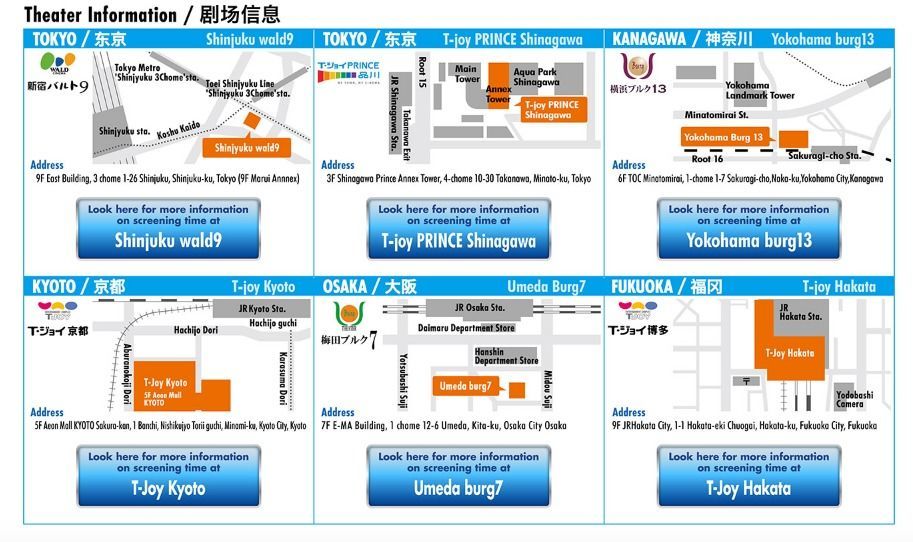 Theater Information / 剧场信息
TOKYO / 东京 Shinjuku wald9
WALD
新宿バルト9
Tokyo Metro
'Shinjuku 3Chome'sta.
Toei Shinjuku Line
'Shinjuku 3Chome'sta.
Shinjuku sta.
Koshu Kaido
Shinjuku wald9
Address
9F East Building, 3 chome 1-26 Shinjuku, Shinjuku-ku, Tokyo (9F Marui Annnex)
Look here for more information
on screening time at
Shinjuku wald9
TOKYO / 东京 T-joy PRINCE Shinagawa
T・ジョイ PRINCE
品川
JR Shinagawa Sta.
Route 15
Takanawa Exit
Main
Tower
Annex
Tower
Aqua Park
Shinagawa
T-joy PRINCE
Shinagawa
Address
3F Shinagawa Prince Annex Tower, 4-chome 10-30 Takanawa, Minato-ku, Tokyo
Look here for more information
on screening time at
T-joy PRINCE Shinagawa
KANAGAWA / 神奈川 Yokohama burg13
横浜ブルク13
Yokohama
Landmark Tower
Minatomirai St.
Yokohama Burg 13
Route 16
Sakuragi-cho Sta.
Address
6F TOC Minatomirai, 1-chome 1-7 Sakuragi-cho,Naka-ku,Yokohama City,Kanagawa
Look here for more information
on screening time at
Yokohama burg13
KYOTO / 京都 T-joy Kyoto
T-JOY
T・ジョイ 京都
JR Kyoto Sta.
Hachijo Dori
Hachijo guchi
Aburanokoji Dori
Karasuma Dori
T-Joy Kyoto
5F Aeon Mall
KYOTO
Address
5F Aeon Mall KYOTO Sakura-kan, 1 Banchi, Nishikujyo Torii guchi, Minami-ku, Kyoto City, Kyoto
Look here for more information
on screening time at
T-Joy Kyoto
OSAKA / 大阪 Umeda Burg7
梅田ブルク7
JR Osaka Sta.
Daimaru Department Store
Hanshin
Department Store
Yotsubashi Suji
Midou Suji
Umeda burg7
Address
7F E-MA Building, 1 chome 12-6 Umeda, Kita-ku, Osaka City Osaka
Look here for more information
on screening time at
Umeda burg7
FUKUOKA / 福冈 T-joy Hakata
T-JOY
T・ジョイ 博多
JR
Hakata Sta.
T-Joy Hakata
〒
Yodobashi
Camera
Address
9F JRHakata City, 1-1 Hakata-eki Chuogai, Hakata-ku, Fukuoka City, Fukuoka
Look here for more information
on screening time at
T-Joy Hakata